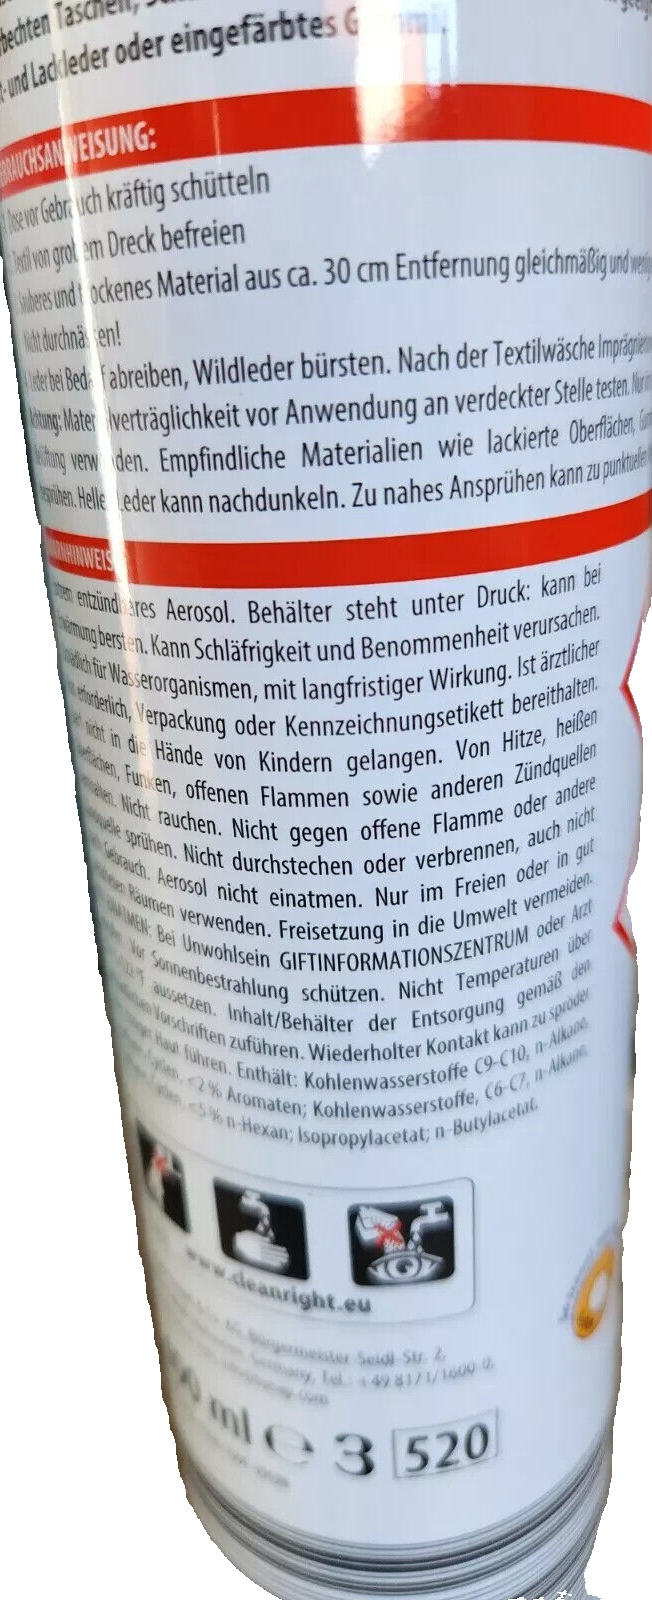 Taschen,
Lackleder oder eingefärbtes
GEBRAUCHSANWEISUNG:
Dose vor Gebrauch kräftig schütteln
Textil von grobem Dreck befreien
Sauberes und trockenes Material aus ca. 30 cm Entfernung gleichmäßig und
Nicht durchnässen!
Leder bei Bedarf abreiben, Wildleder bürsten. Nach der Textilwäsche
Achtung: Materialverträglichkeit vor Anwendung an verdeckter Stelle testen. Nur
verwenden. Empfindliche Materialien wie lackierte Oberflächen,
Helles Leder kann nachdunkeln. Zu nahes Ansprühen kann zu punktuellen
WARNHINWEISE
entzündbares Aerosol. Behälter steht unter Druck: kann bei
Erwärmung bersten. Kann Schläfrigkeit und Benommenheit verursachen.
für Wasserorganismen, mit langfristiger Wirkung. Ist ärztlicher
erforderlich, Verpackung oder Kennzeichnungsetikett bereithalten.
nicht in die Hände von Kindern gelangen. Von Hitze, heißen
Oberflächen, Funken, offenen Flammen sowie anderen Zündquellen
Nicht rauchen. Nicht gegen offene Flamme oder andere
sprühen. Nicht durchstechen oder verbrennen, auch nicht
Gebrauch. Aerosol nicht einatmen. Nur im Freien oder in gut
Räumen verwenden. Freisetzung in die Umwelt vermeiden.
Bei Unwohlsein GIFTINFORMATIONSZENTRUM oder Arzt
Vor Sonnenbestrahlung schützen. Nicht Temperaturen über
aussetzen. Inhalt/Behälter der Entsorgung gemäß den
Vorschriften zuführen. Wiederholter Kontakt kann zu spröder
Haut führen. Enthält: Kohlenwasserstoffe C9-C10, n-Alkane,
<2 % Aromaten; Kohlenwasserstoffe, C6-C7, n-Alkane,
<5 % n-Hexan; Isopropylacetat; n-Butylacetat.
www.cleanright.eu
Bürgermeister Seidl-Str. 2,
Germany, Tel.: +49 8171/1600-0,
ml e 3 520